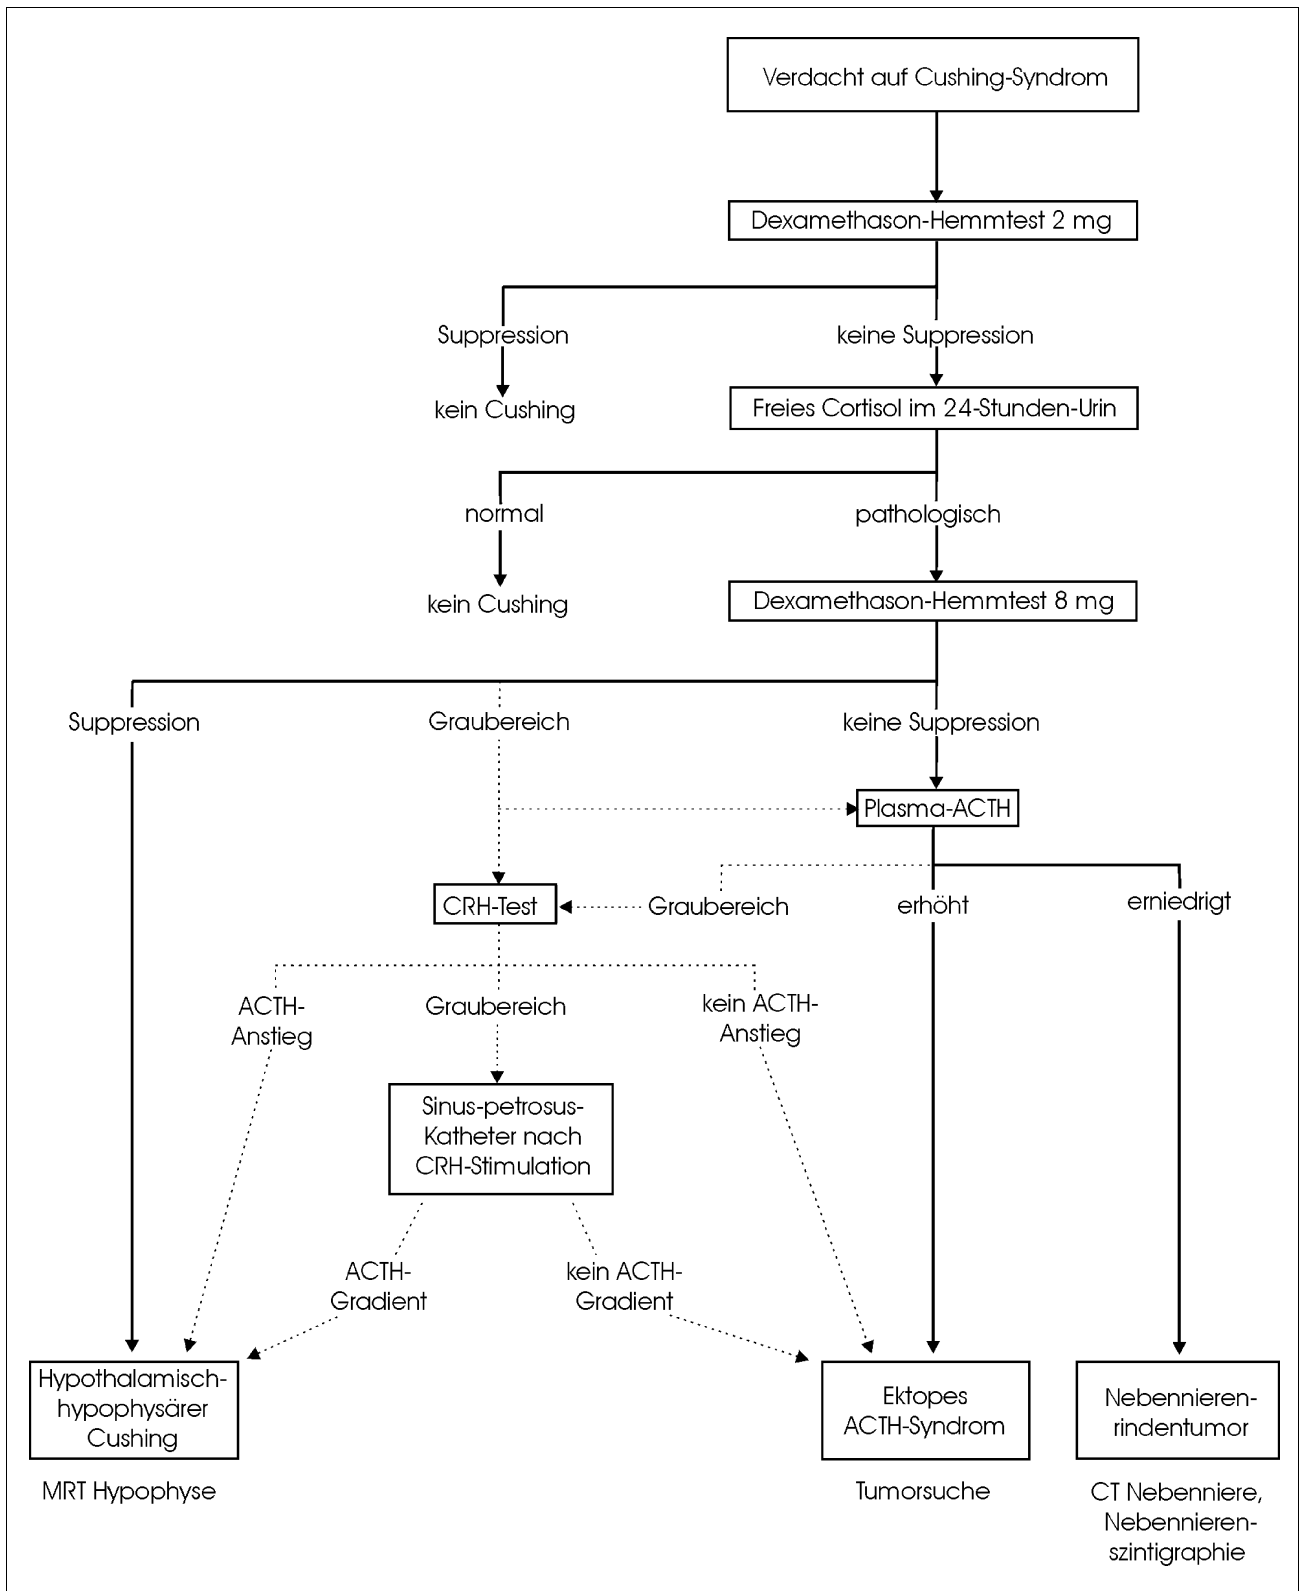 Verdacht auf Cushing-Syndrom
Dexamethason-Hemmtest 2 mg
Suppression
keine Suppression
kein Cushing
Freies Cortisol im 24-Stunden-Urin
normal
pathologisch
kein Cushing
Dexamethason-Hemmtest 8 mg
Suppression
Graubereich
keine Suppression
Plasma-ACTH
CRH-Test
Graubereich
erhöht
erniedrigt
ACTH-
Anstieg
Graubereich
kein ACTH-
Anstieg
Sinus-petrosus-
Katheter nach
CRH-Stimulation
ACTH-
Gradient
kein ACTH-
Gradient
Hypothalamisch-
hypophysärer
Cushing
MRT Hypophyse
Ektopes
ACTH-Syndrom
Tumorsuche
Nebennieren-
rindentumor
CT Nebenniere,
Nebennieren-
szintigraphie